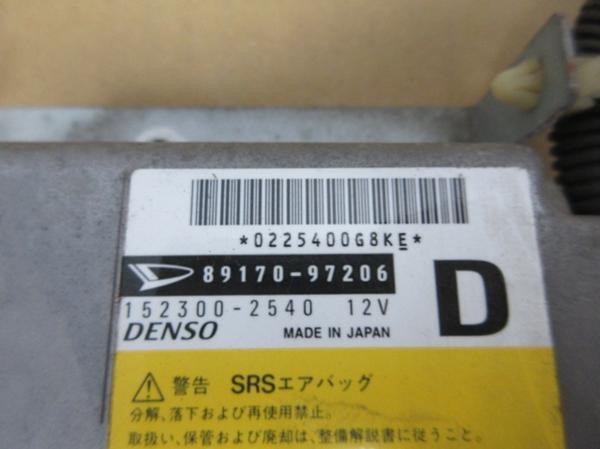 *0225400G8KE*
89170-97206
D
152300-2540 12V
DENSO MADE IN JAPAN
警告 SRSエアバッグ
分解、落下および再使用禁止。
取扱い、保管および廃却は、整備解説書に従うこと。